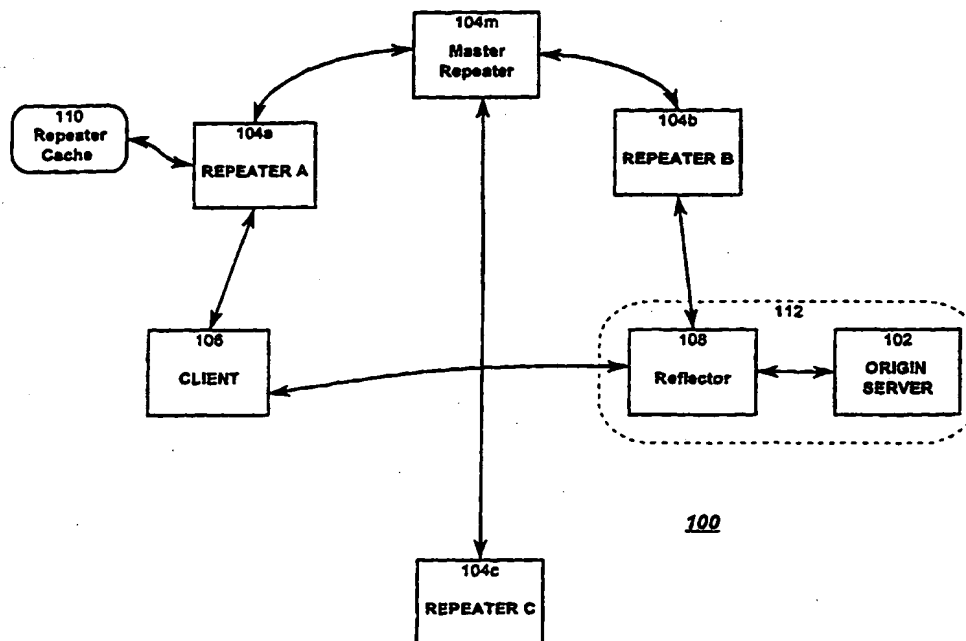 104m
Master
Repeater
110
Repeater
Cache
104a
REPEATER A
104b
REPEATER B
106
CLIENT
112
108
Reflector
102
ORIGIN
SERVER
100
104c
REPEATER C